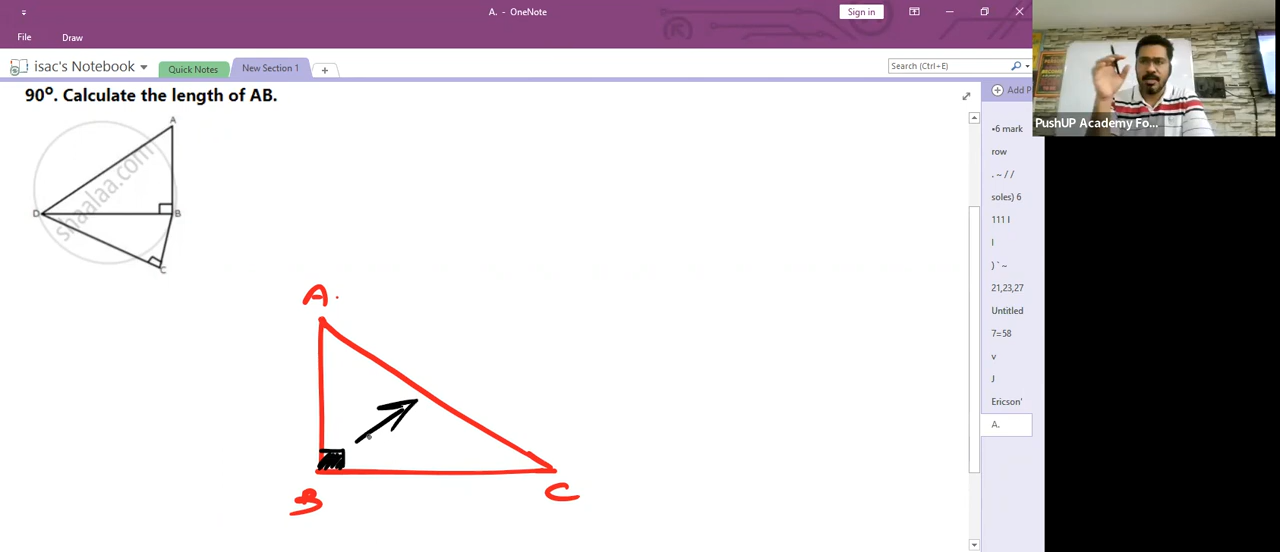 A. - OneNote
Sign in
File
Draw
isac's Notebook
Quick Notes
New Section 1
+
Search (Ctrl+E)
90°. Calculate the length of AB.
A
D
B
C
shaalaa.com
A.
B
C
Add P
•6 mark
row
. ~ / /
soles) 6
111 I
I
) ` ~
21,23,27
Untitled
7=58
v
J
Ericson'
A.
PushUP Academy Fo...